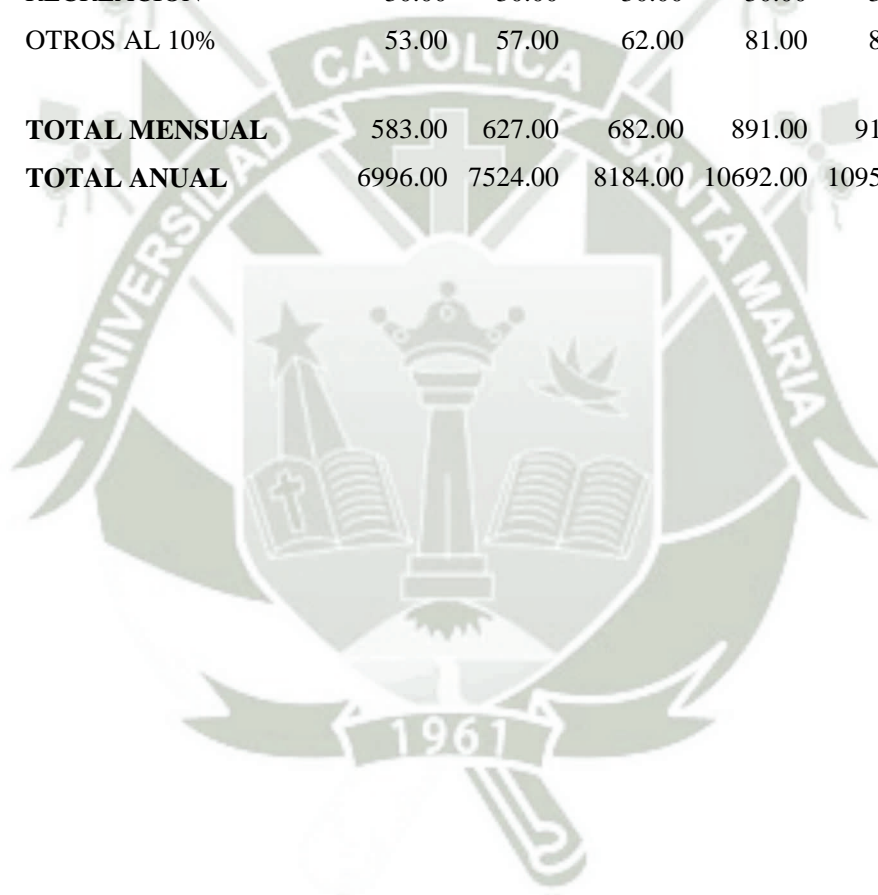 OTROS AL 10% 53.00 57.00 62.00 81.00
TOTAL MENSUAL 583.00 627.00 682.00 891.00
TOTAL ANUAL 6996.00 7524.00 8184.00 10692.00
UNIVERSIDAD CATOLICA SANTA MARIA
1961